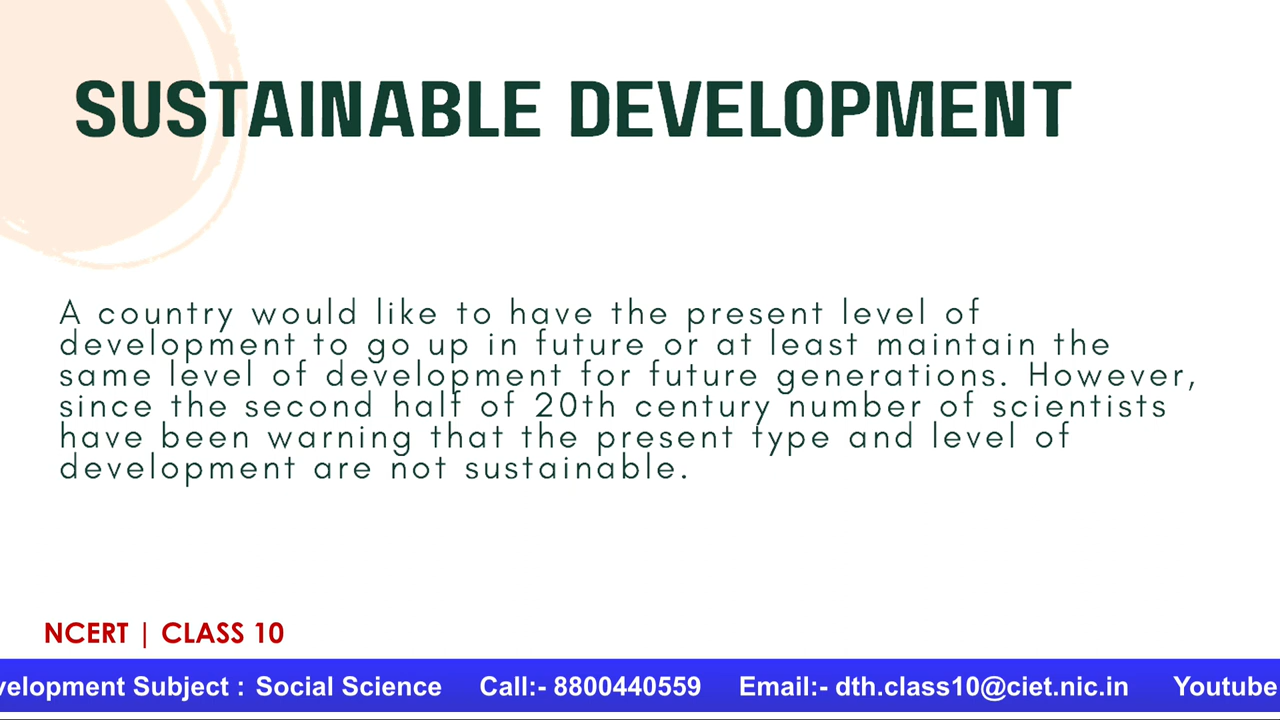 SUSTAINABLE DEVELOPMENT
A country would like to have the present level of
development to go up in future or at least maintain the
same level of development for future generations. However,
since the second half of 20th century number of scientists
have been warning that the present type and level of
development are not sustainable.
NCERT | CLASS 10
velopment Subject : Social Science Call:- 8800440559 Email:- dth.class10@ciet.nic.in Youtube